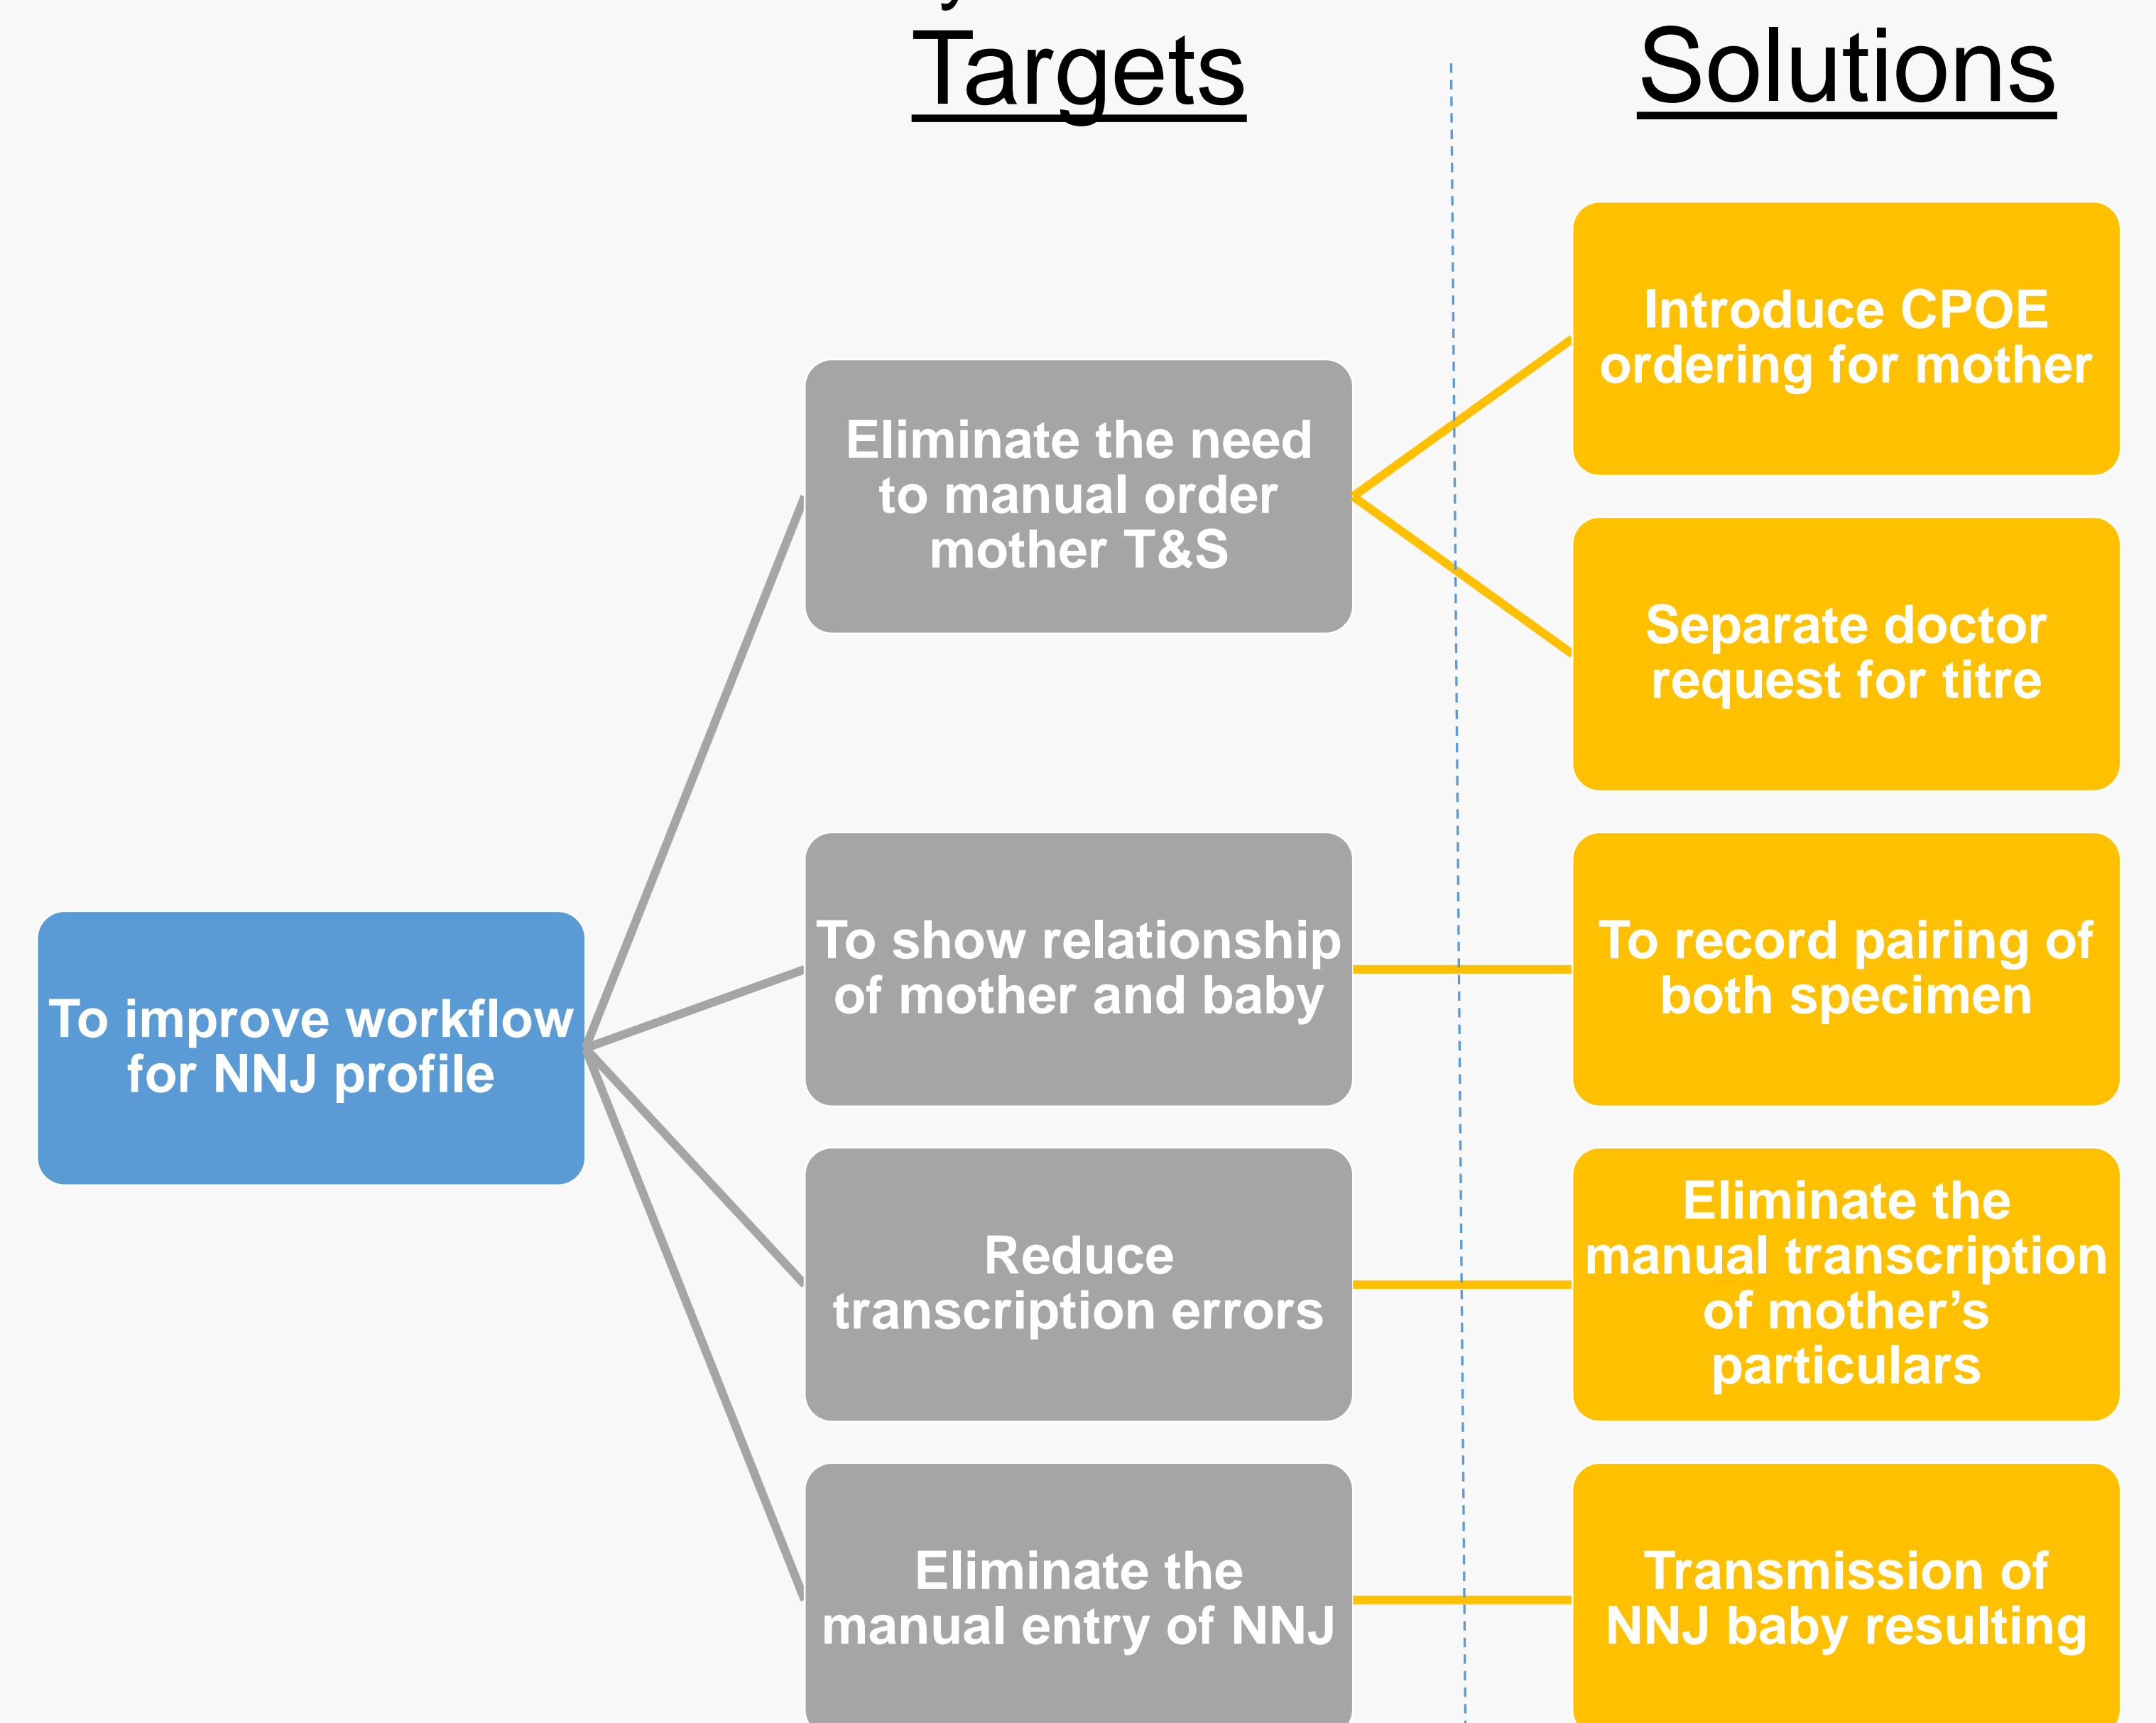 Targets
Solutions
To improve workflow
for NNJ profile
Eliminate the need
to manual order
mother T&S
To show relationship
of mother and baby
Reduce
transcription errors
Eliminate the
manual entry of NNJ
Introduce CPOE
ordering for mother
Separate doctor
request for titre
To record pairing of
both specimen
Eliminate the
manual transcription
of mother’s
particulars
Transmission of
NNJ baby resulting